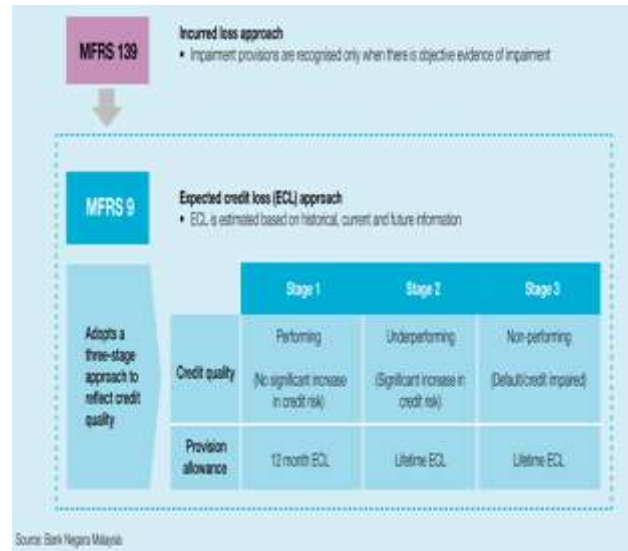 MFRS 139
Incurred loss approach
• Impairment provisions are recognised only when there is objective evidence of impairment
MFRS 9
Expected credit loss (ECL) approach
• ECL is estimated based on historical, current and future information
Adopts a
three-stage
approach to
reflect credit
quality
Stage 1
Stage 2
Stage 3
Credit quality
Performing
(No significant increase
in credit risk)
Underperforming
(Significant increase in
credit risk)
Non-performing
(Default/credit impaired)
Provision
allowance
12 month ECL
Lifetime ECL
Lifetime ECL
Source: Bank Negara Malaysia